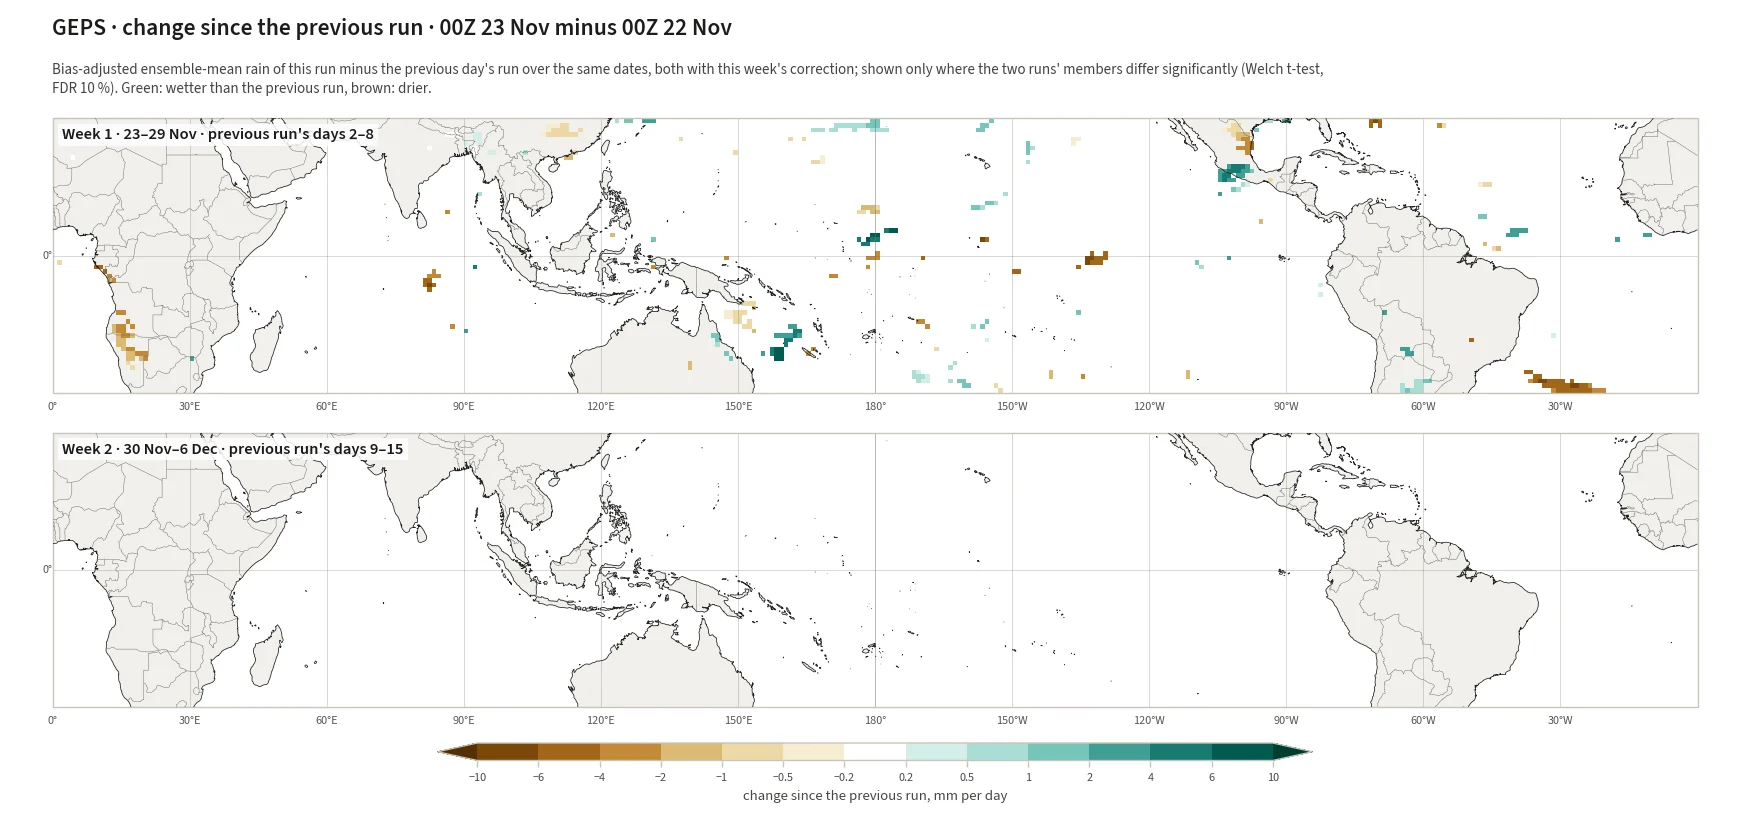 GEPS · change since the previous run · 00Z 23 Nov minus 00Z 22 Nov
Bias-adjusted ensemble-mean rain of this run minus the previous day's run over the same dates, both with this week's correction; shown only where the two runs' members differ significantly (Welch t-test,
FDR 10 %). Green: wetter than the previous run, brown: drier.
Week 1 · 23–29 Nov · previous run's days 2–8
0°
0° 30°E 60°E 90°E 120°E 150°E 180° 150°W 120°W 90°W 60°W 30°W
Week 2 · 30 Nov–6 Dec · previous run's days 9–15
0°
0° 30°E 60°E 90°E 120°E 150°E 180° 150°W 120°W 90°W 60°W 30°W
−10 −6 −4 −2 −1 −0.5 −0.2 0.2 0.5 1 2 4 6 10
change since the previous run, mm per day